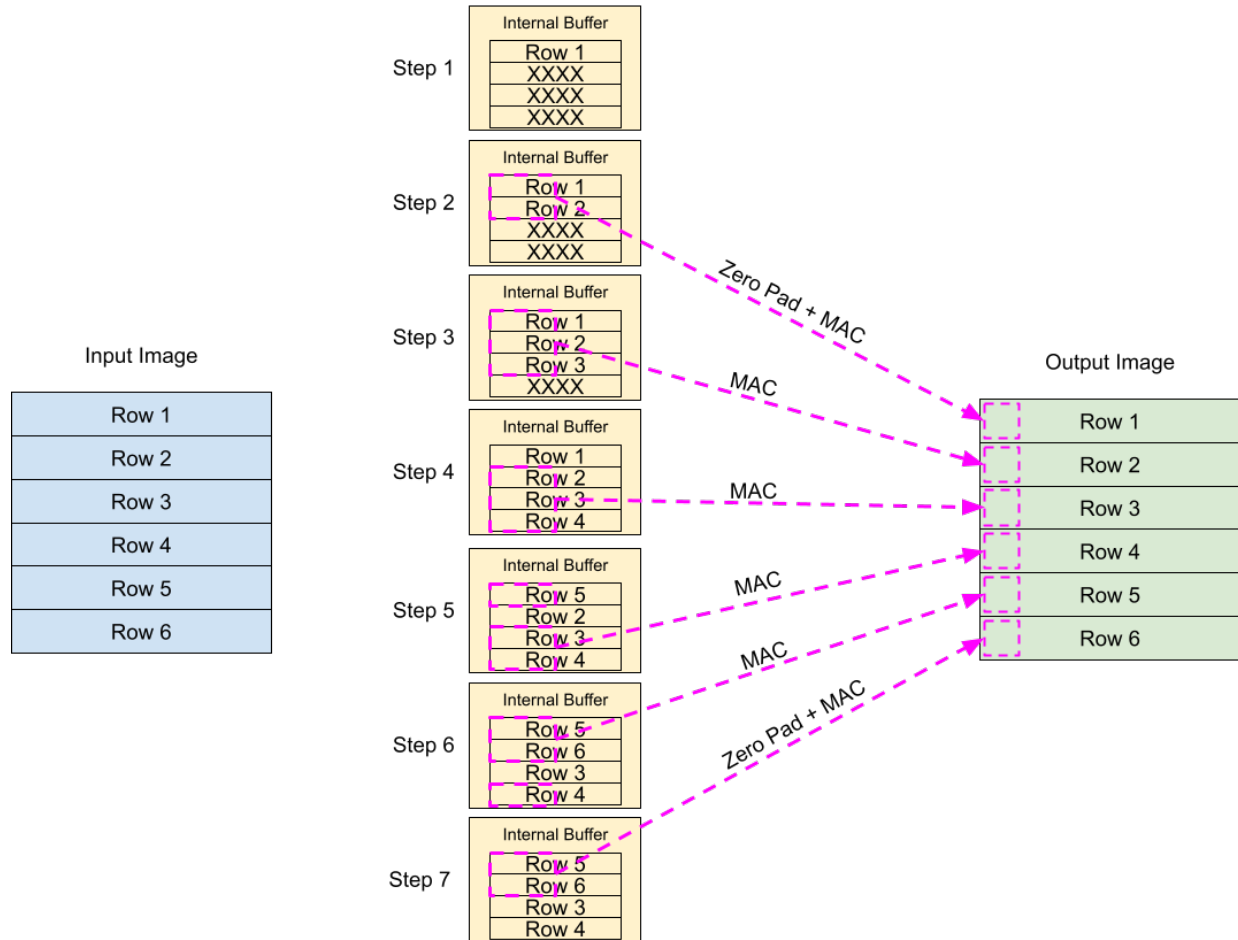 Input Image
Row 1
Row 2
Row 3
Row 4
Row 5
Row 6
Step 1
Internal Buffer
Row 1
XXXX
XXXX
XXXX
Step 2
Internal Buffer
Row 1
Row 2
XXXX
XXXX
Step 3
Internal Buffer
Row 1
Row 2
Row 3
XXXX
Step 4
Internal Buffer
Row 1
Row 2
Row 3
Row 4
Step 5
Internal Buffer
Row 5
Row 2
Row 3
Row 4
Step 6
Internal Buffer
Row 5
Row 6
Row 3
Row 4
Step 7
Internal Buffer
Row 5
Row 6
Row 3
Row 4
Zero Pad + MAC
MAC
MAC
MAC
MAC
Zero Pad + MAC
Output Image
Row 1
Row 2
Row 3
Row 4
Row 5
Row 6